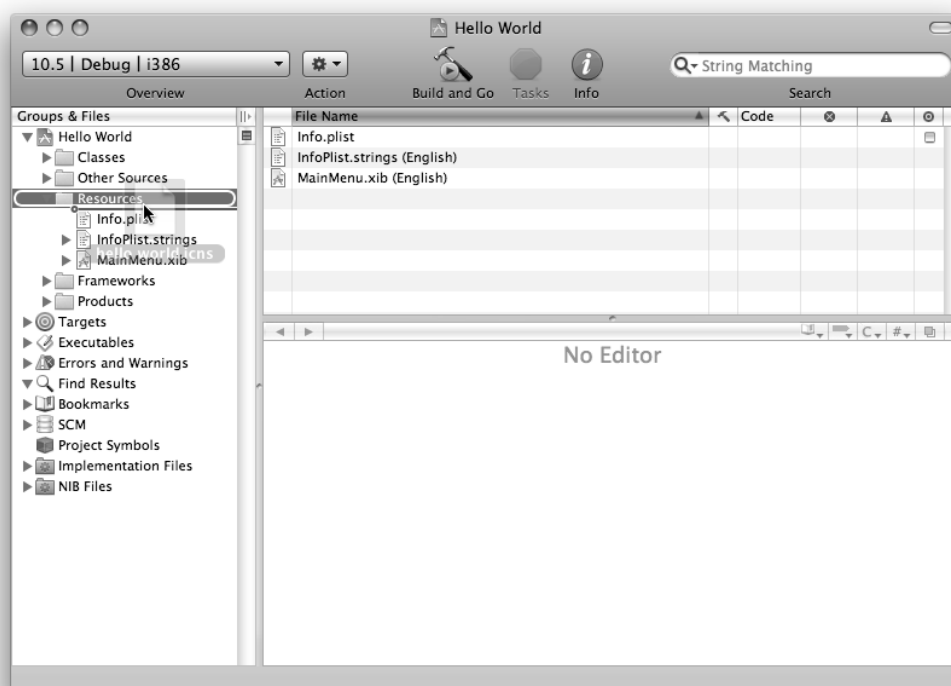 Hello World
10.5 | Debug | i386
String Matching
Overview
Action
Build and Go
Tasks
Info
Search
Groups & Files
File Name
Code
Hello World
Info.plist
Classes
InfoPlist.strings (English)
Other Sources
MainMenu.xib (English)
Resources
Info.plist
InfoPlist.strings
hello world.icns
MainMenu.xib
Frameworks
Products
Targets
Executables
Errors and Warnings
Find Results
Bookmarks
SCM
Project Symbols
Implementation Files
NIB Files
C
#
No Editor